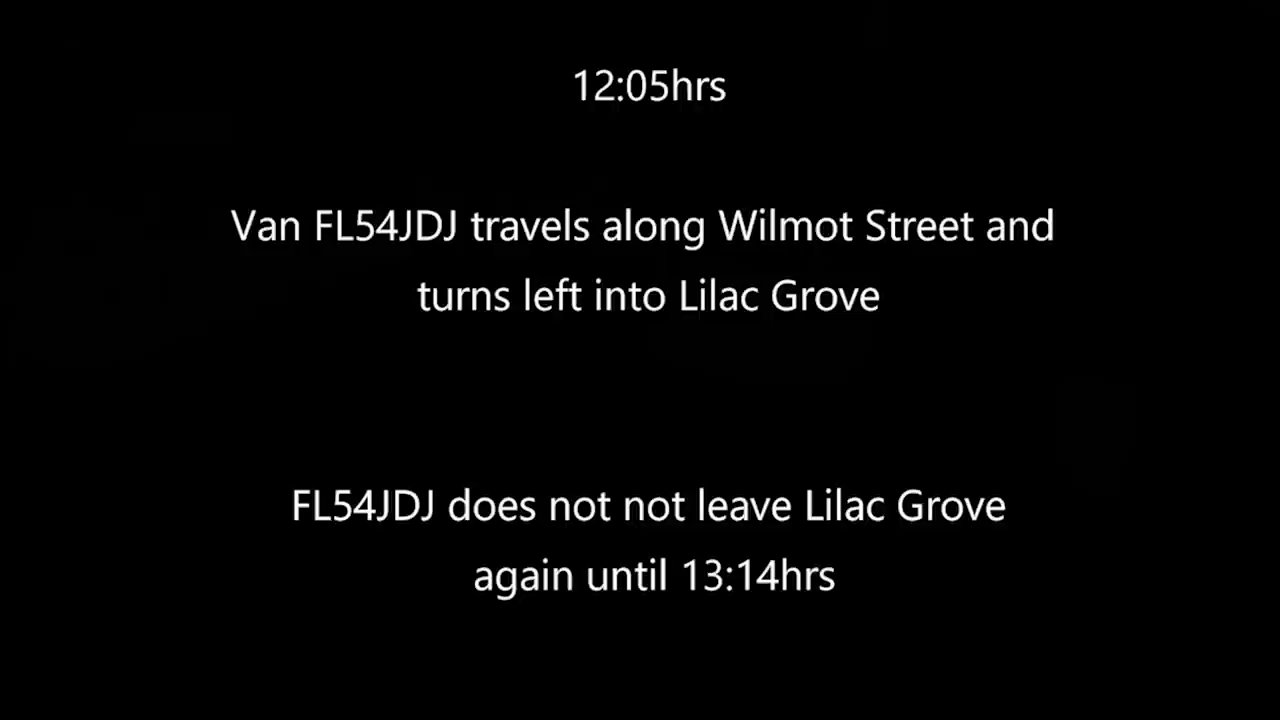 12:05hrs
Van FL54JDJ travels along Wilmot Street and
turns left into Lilac Grove
FL54JDJ does not not leave Lilac Grove
again until 13:14hrs